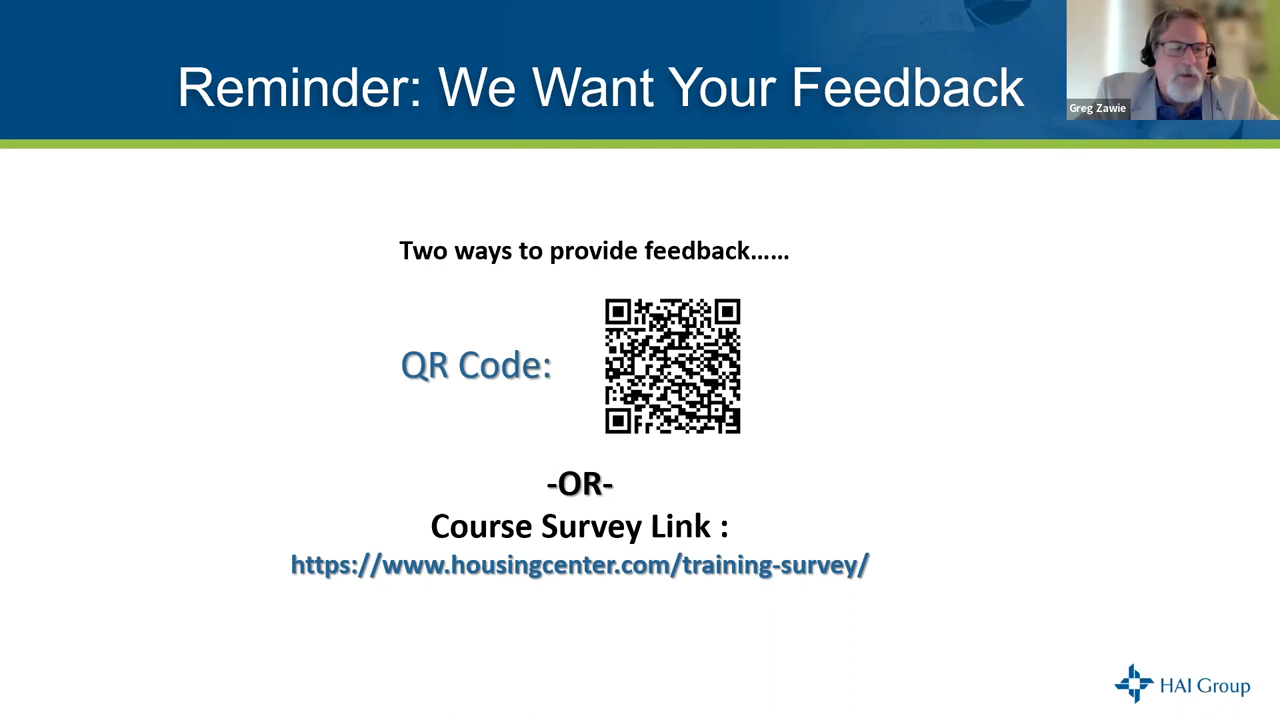 Reminder: We Want Your Feedback
Greg Zawie
Two ways to provide feedback……
QR Code:
-OR-
Course Survey Link :
https://www.housingcenter.com/training-survey/
HAI Group